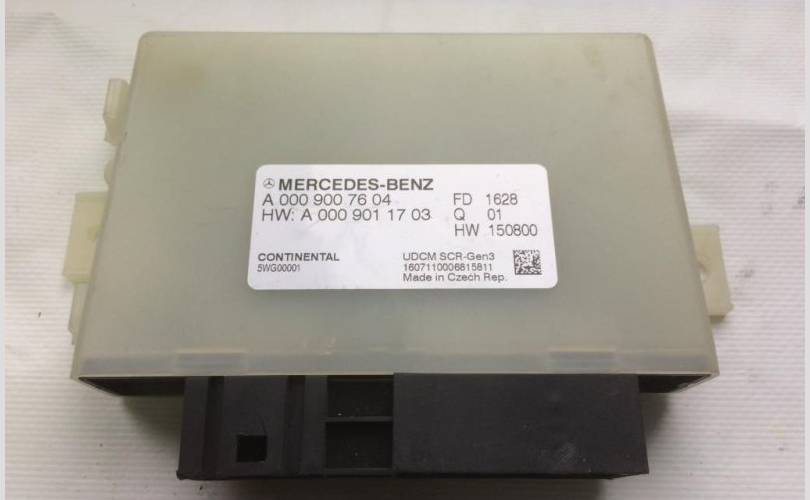 MERCEDES-BENZ
A 000 900 76 04 FD 1628
HW: A 000 901 17 03 Q 01
HW 150800
CONTINENTAL UDCM SCR-Gen3
5WG00001 1607110006815811
Made in Czech Rep.